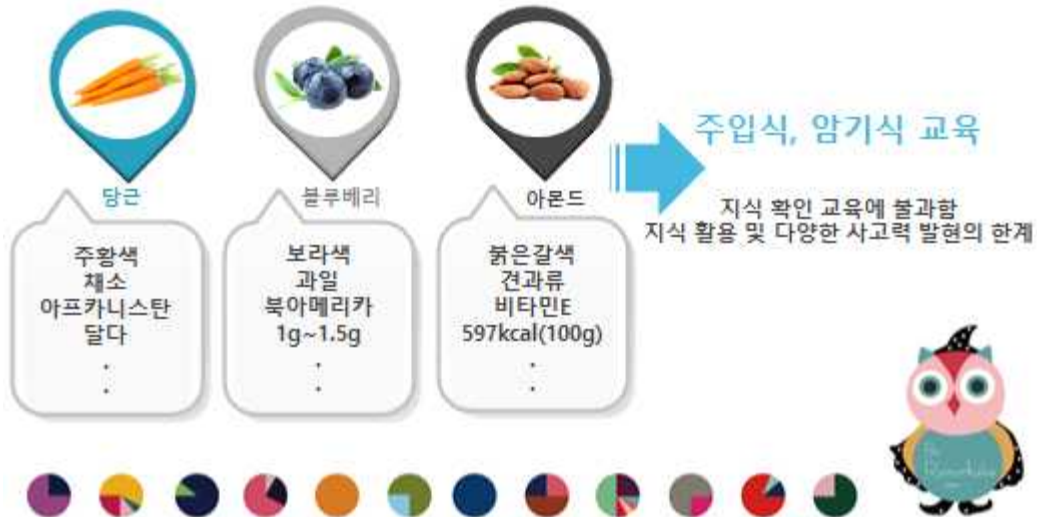 당근
주황색
채소
아프카니스탄
달다
블루베리
보라색
과일
북아메리카
1g~1.5g
아몬드
붉은갈색
견과류
비타민E
597kcal(100g)
주입식, 암기식 교육
지식 확인 교육에 불과함
지식 활용 및 다양한 사고력 발현의 한계